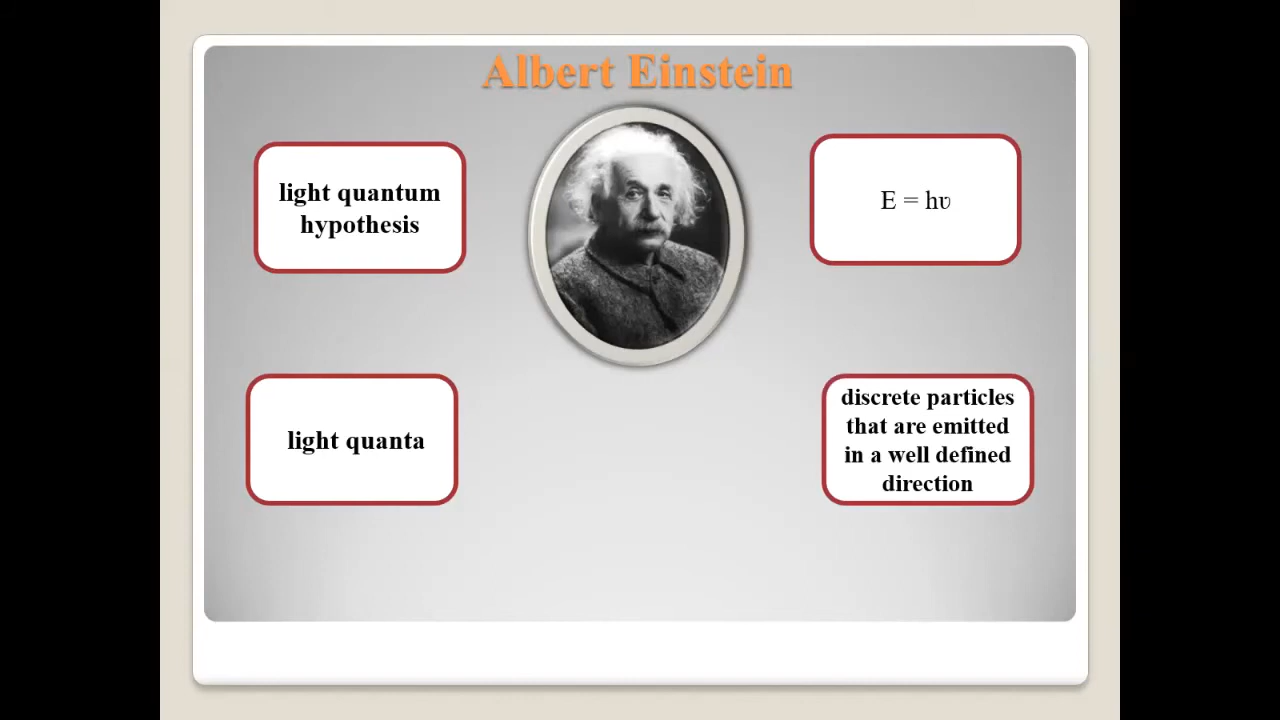 Albert Einstein
light quantum
hypothesis
E = hυ
light quanta
discrete particles
that are emitted
in a well defined
direction